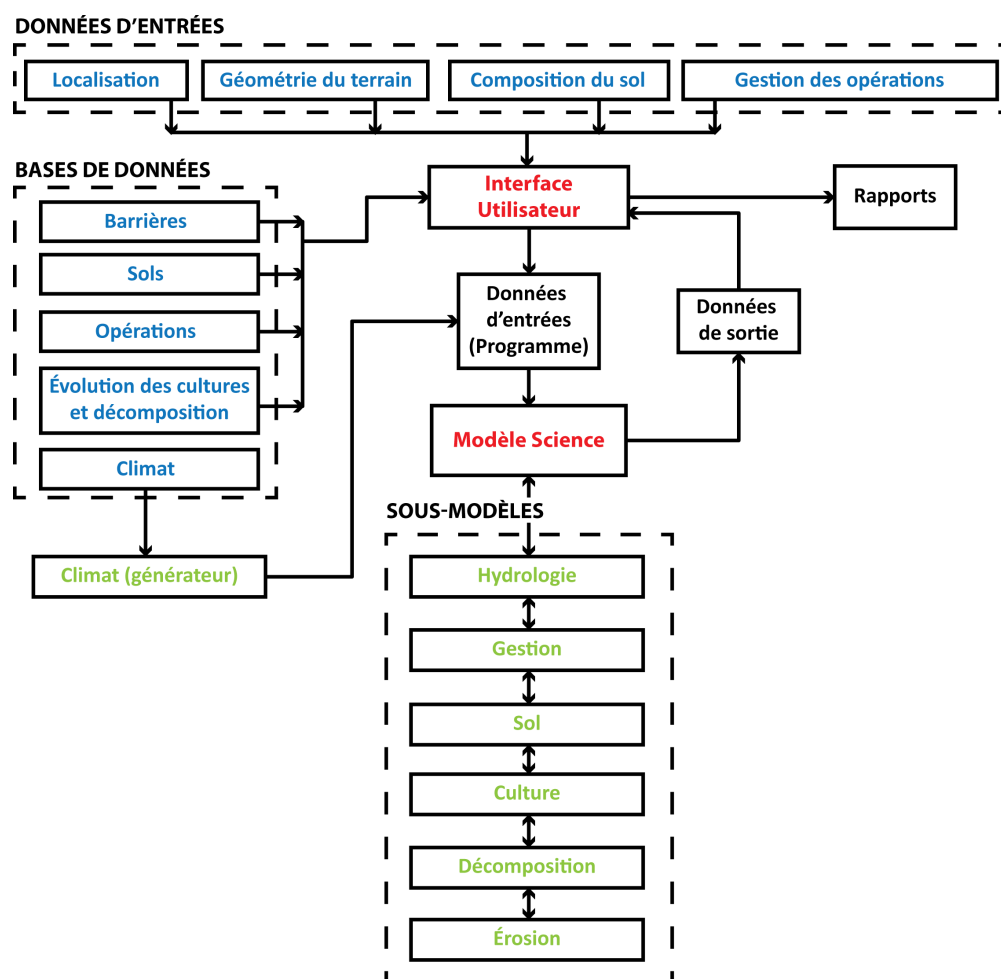 DONNÉES D'ENTRÉES
Localisation
Géométrie du terrain
Composition du sol
Gestion des opérations
BASES DE DONNÉES
Barrières
Sols
Opérations
Évolution des cultures
et décomposition
Climat
Climat (générateur)
Interface
Utilisateur
Rapports
Données
d'entrées
(Programme)
Données
de sortie
Modèle Science
SOUS-MODÈLES
Hydrologie
Gestion
Sol
Culture
Décomposition
Érosion